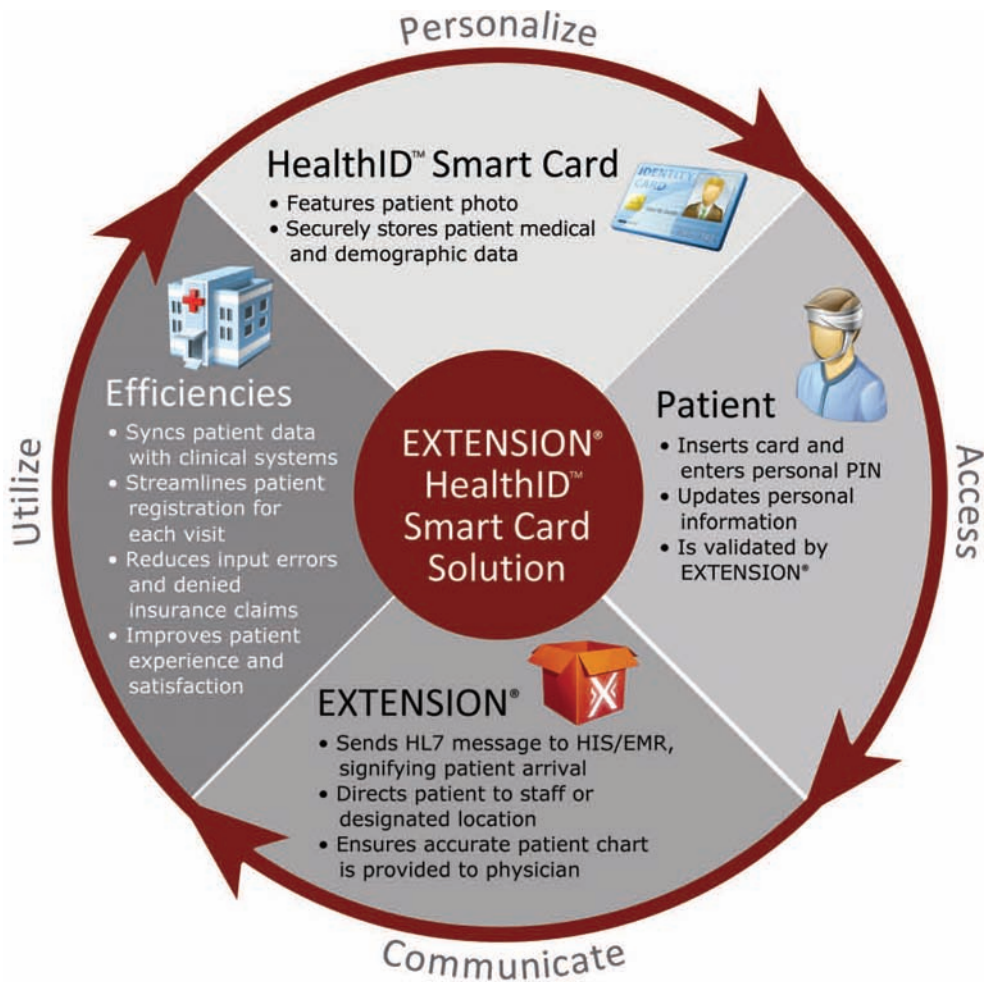 Personalize
HealthID™ Smart Card
• Features patient photo
• Securely stores patient medical
and demographic data
IDENTITY
CARD
Access
Patient
• Inserts card and
enters personal PIN
• Updates personal
information
• Is validated by
EXTENSION®
Communicate
EXTENSION®
• Sends HL7 message to HIS/EMR,
signifying patient arrival
• Directs patient to staff or
designated location
• Ensures accurate patient chart
is provided to physician
Utilize
Efficiencies
• Syncs patient data
with clinical systems
• Streamlines patient
registration for
each visit
• Reduces input errors
and denied
insurance claims
• Improves patient
experience and
satisfaction
EXTENSION®
HealthID™
Smart Card
Solution